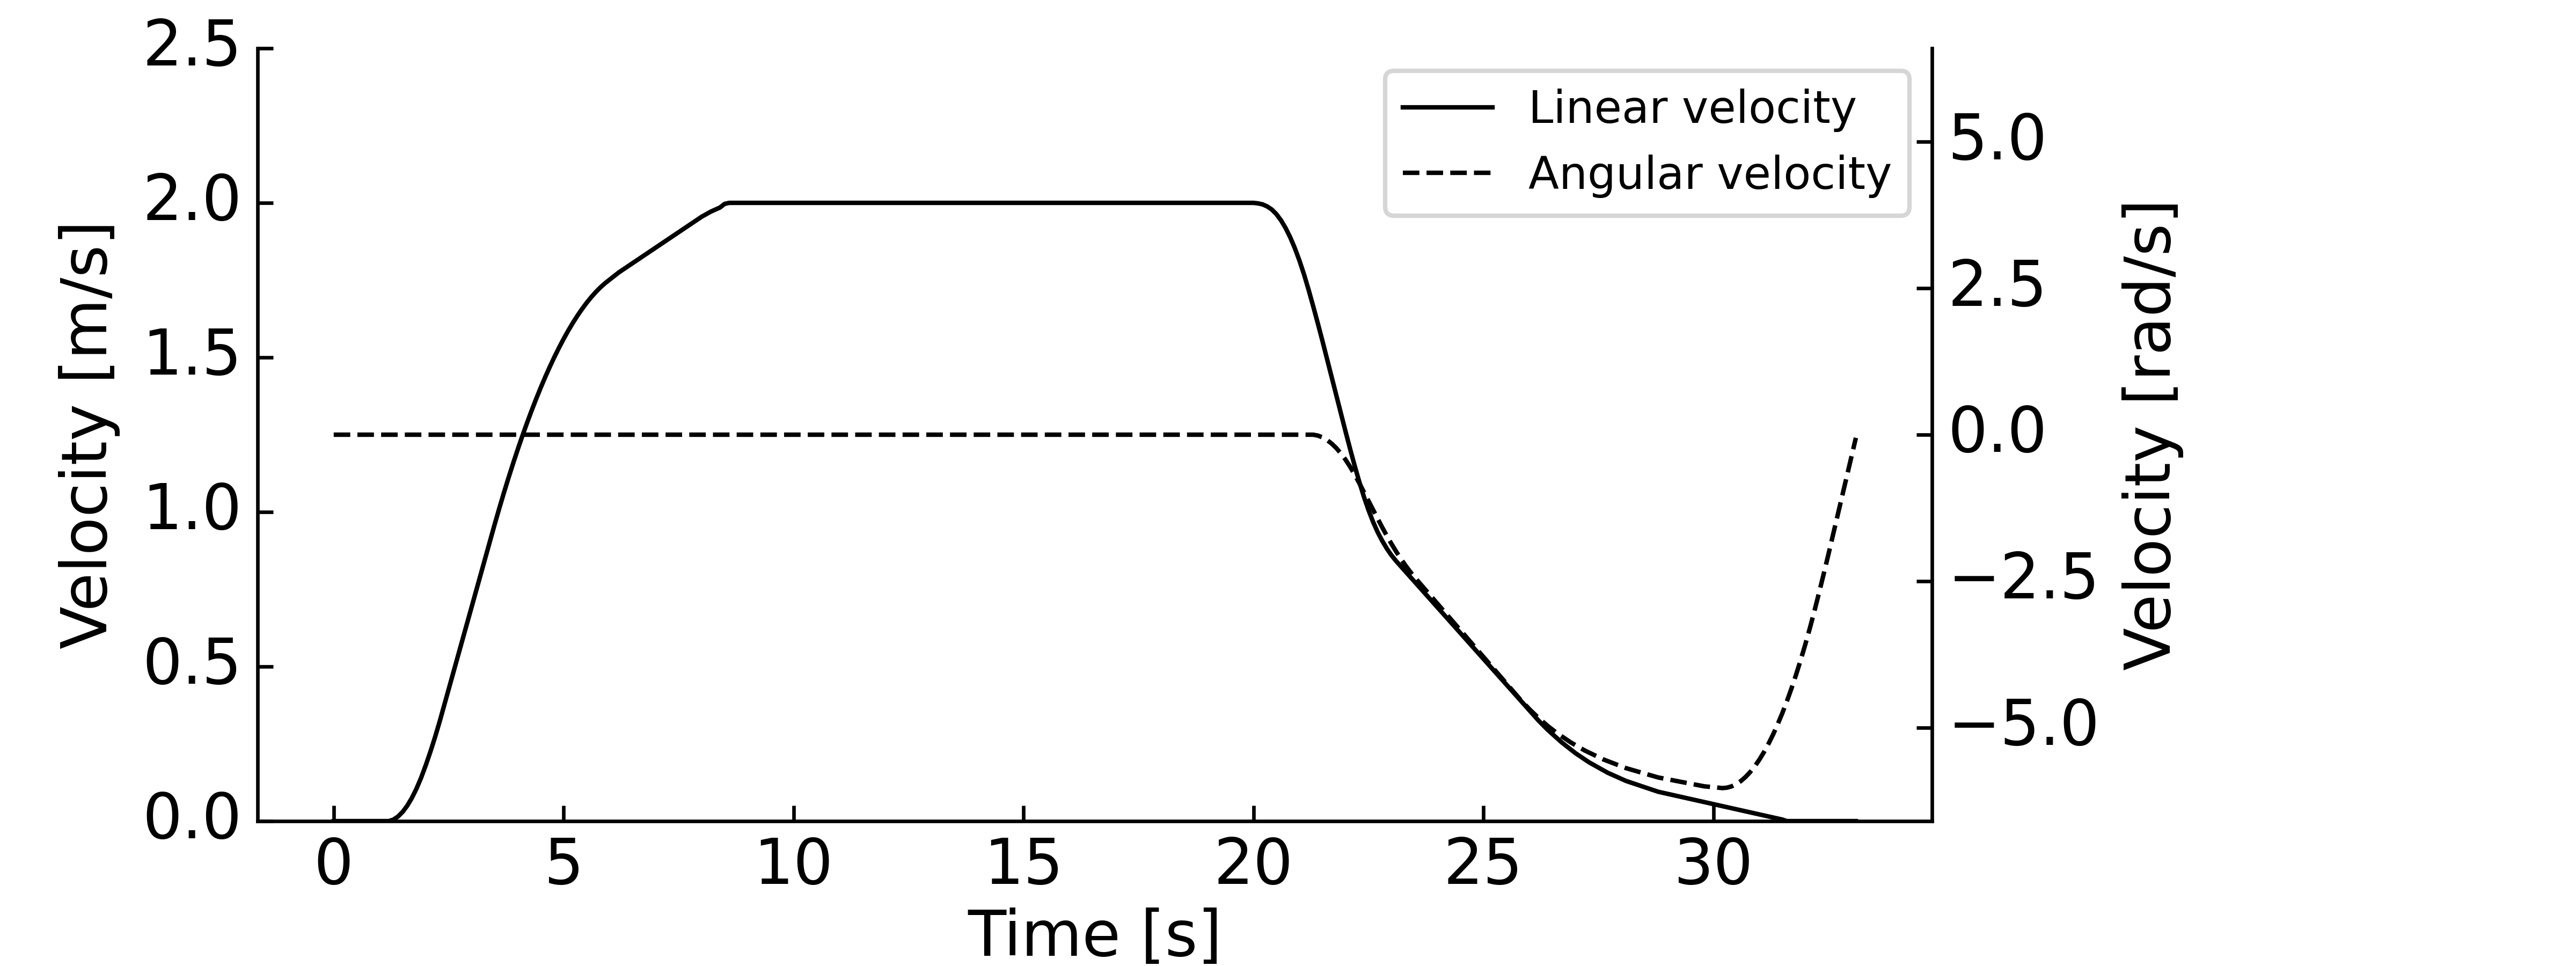 2.5
2.0
1.5
1.0
0.5
0.0
Velocity [m/s]
0 5 10 15 20 25 30
Time [s]
Linear velocity
Angular velocity
5.0
2.5
0.0
−2.5
−5.0
Velocity [rad/s]